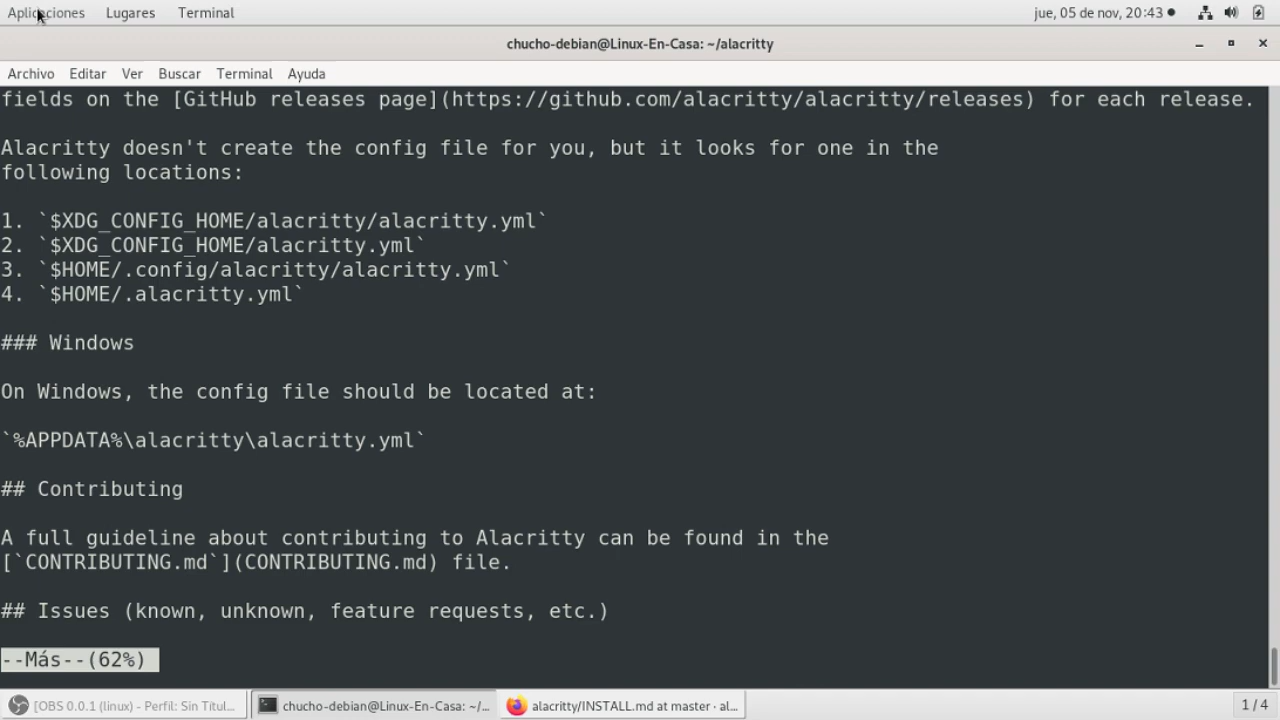 Aplicaciones Lugares Terminal jue, 05 de nov, 20:43
chucho-debian@Linux-En-Casa: ~/alacritty
Archivo Editar Ver Buscar Terminal Ayuda
fields on the [GitHub releases page](https://github.com/alacritty/alacritty/releases) for each release.
Alacritty doesn't create the config file for you, but it looks for one in the
following locations:
1. `$XDG_CONFIG_HOME/alacritty/alacritty.yml`
2. `$XDG_CONFIG_HOME/alacritty.yml`
3. `$HOME/.config/alacritty/alacritty.yml`
4. `$HOME/.alacritty.yml`
### Windows
On Windows, the config file should be located at:
`%APPDATA%\alacritty\alacritty.yml`
## Contributing
A full guideline about contributing to Alacritty can be found in the
[`CONTRIBUTING.md`](CONTRIBUTING.md) file.
## Issues (known, unknown, feature requests, etc.)
--Más--(62%)
[OBS 0.0.1 (linux) - Perfil: Sin Títul... chucho-debian@Linux-En-Casa: ~/... alacritty/INSTALL.md at master · al... 1 / 4